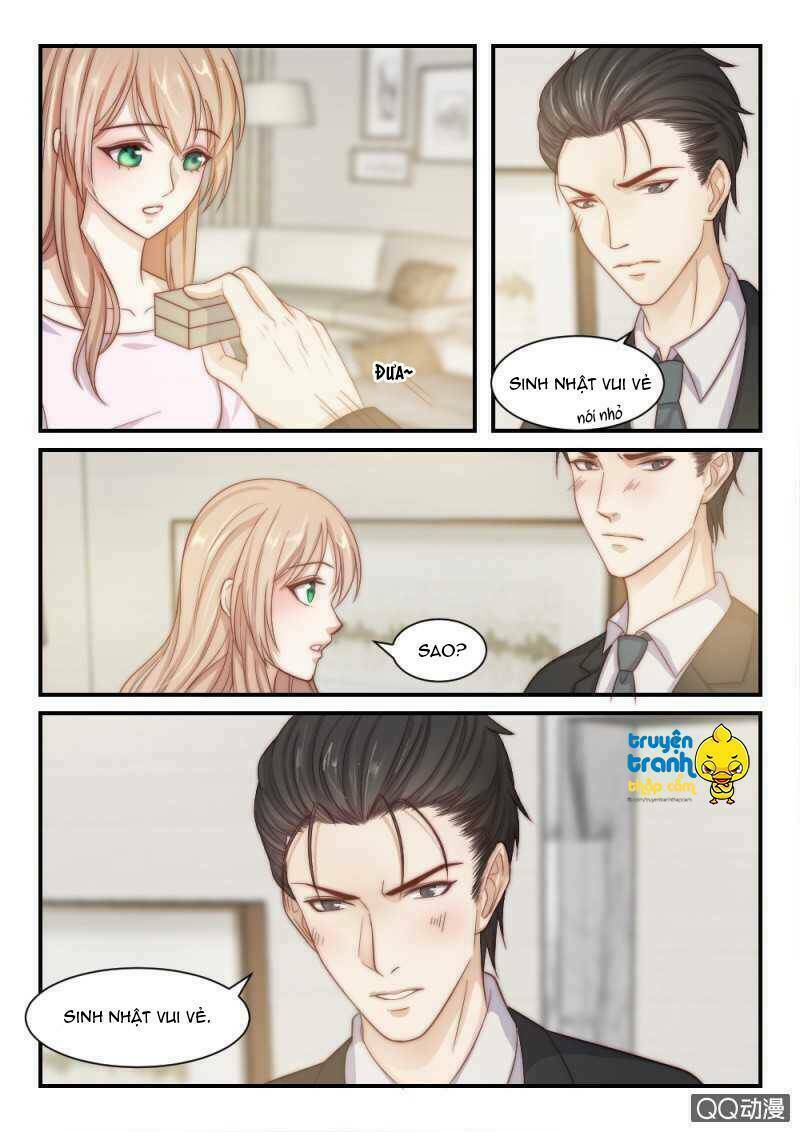 Đưa~
SINH NHẬT VUI VẺ
nói nhỏ
SAO?
truyện
tranh
thập cẩm
SINH NHẬT VUI VẺ.
QQ动漫